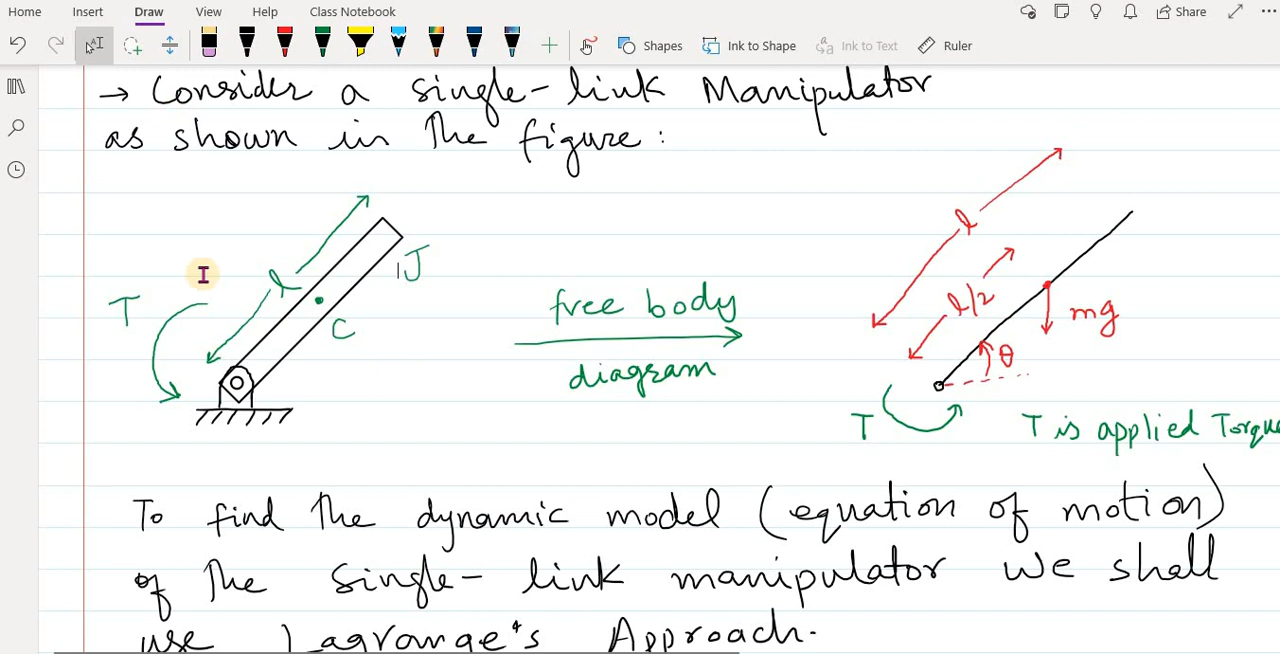 Home Insert Draw View Help Class Notebook
Share
Shapes Ink to Shape Ink to Text Ruler
→ Consider a single-link Manipulator
as shown in the figure:
l
J
T
C
free body
diagram
l
l/2
mg
θ
T
T is applied Torque
To find the dynamic model (equation of motion)
of the single-link manipulator we shall
use Lagrange's Approach.